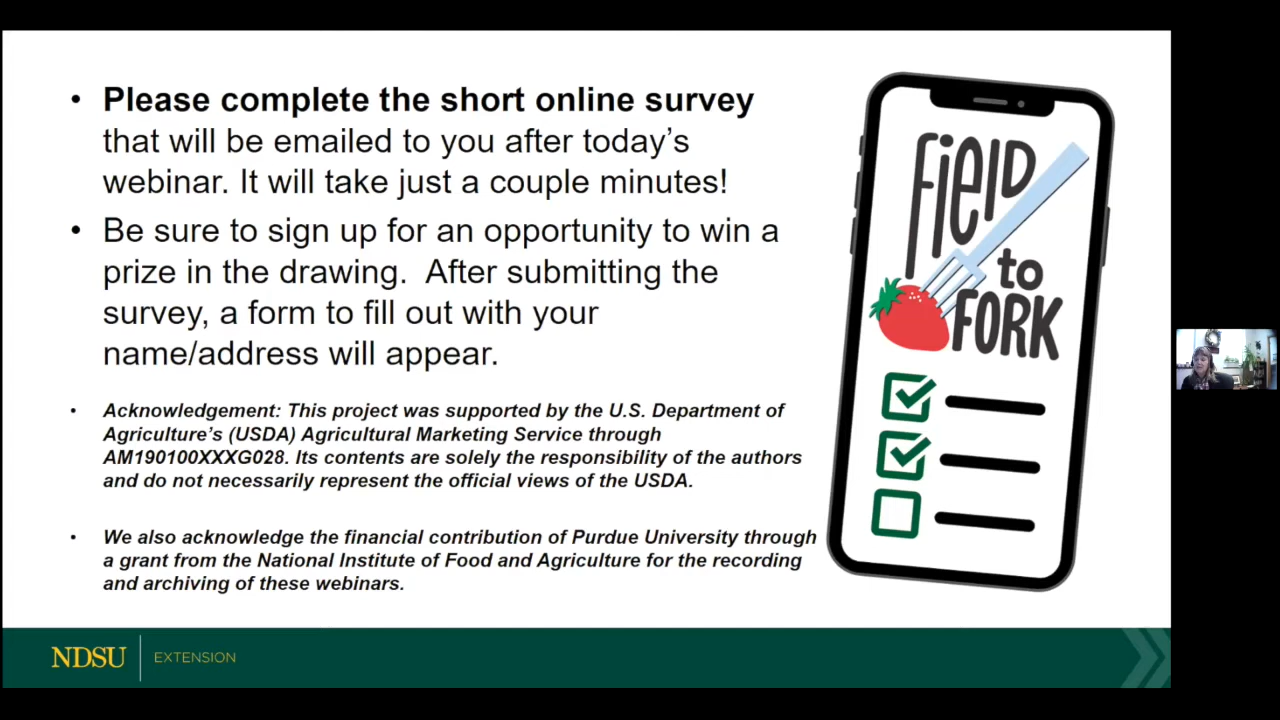 • Please complete the short online survey
that will be emailed to you after today’s
webinar. It will take just a couple minutes!
• Be sure to sign up for an opportunity to win a
prize in the drawing.  After submitting the
survey, a form to fill out with your
name/address will appear.
• Acknowledgement: This project was supported by the U.S. Department of
Agriculture’s (USDA) Agricultural Marketing Service through
AM190100XXXG028. Its contents are solely the responsibility of the authors
and do not necessarily represent the official views of the USDA.
• We also acknowledge the financial contribution of Purdue University through
a grant from the National Institute of Food and Agriculture for the recording
and archiving of these webinars.
FIELD
to
FORK
NDSU EXTENSION